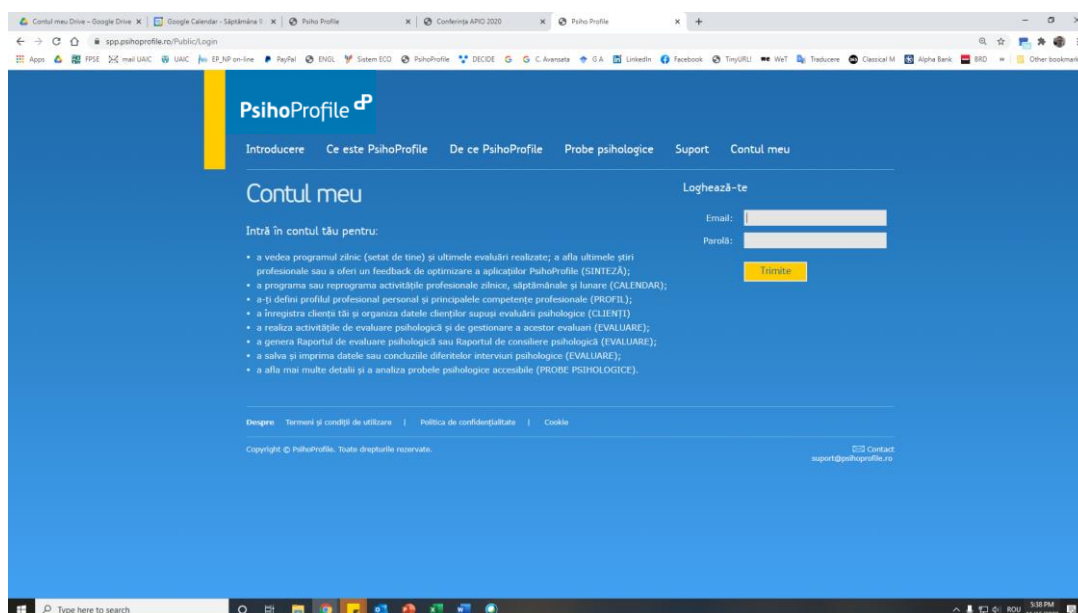 Contul meu Drive – Google Drive
Google Calendar - Săptămâna
Psiho Profile
Conferința APIO 2020
Psiho Profile
spp.psihoprofile.ro/Public/Login
Apps
FPSE
mail UAIC
UAIC
EP_NP on-line
PayPal
ENGL
Sistem ECO
PsihoProfile
DECIDE
G
C. Avansata
G A
LinkedIn
Facebook
TinyURL!
WeT
Traducere
Classical M
Alpha Bank
BRD
»
Other bookmark
PsihoProfile
Introducere Ce este PsihoProfile De ce PsihoProfile Probe psihologice Suport Contul meu
Contul meu
Intră în contul tău pentru:
• a vedea programul zilnic (setat de tine) și ultimele evaluări realizate; a afla ultimele știri
profesionale sau a oferi un feedback de optimizare a aplicațiilor PsihoProfile (SINTEZĂ);
• a programa sau reprograma activitățile profesionale zilnice, săptămânale și lunare (CALENDAR);
• a-ți defini profilul profesional personal și principalele competențe profesionale (PROFIL);
• a înregistra clienții tăi și organiza datele clienților supuși evaluării psihologice (CLIENȚI)
• a realiza activitățile de evaluare psihologică și de gestionare a acestor evaluari (EVALUARE);
• a genera Raportul de evaluare psihologică sau Raportul de consiliere psihologică (EVALUARE);
• a salva și imprima datele sau concluziile diferitelor interviuri psihologice (EVALUARE);
• a afla mai multe detalii și a analiza probele psihologice accesibile (PROBE PSIHOLOGICE).
Loghează-te
Email:
Parolă:
Trimite
Despre Termeni și condiții de utilizare | Politica de confidențialitate | Cookie
Copyright © PsihoProfile. Toate drepturile rezervate.
Contact
suport@psihoprofile.ro
Type here to search
ROU
5:38 PM